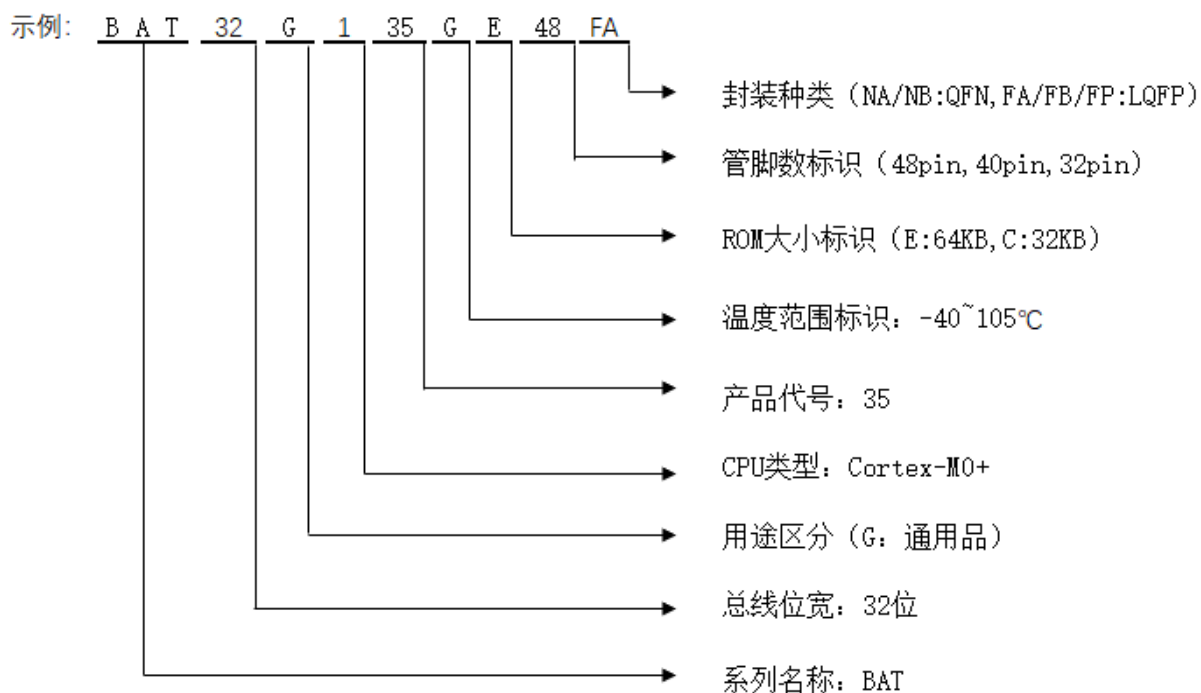 示例: BAT 32 G 1 35 G E 48 FA
封装种类（NA/NB:QFN,FA/FB/FP:LQFP）
管脚数标识（48pin,40pin,32pin）
ROM大小标识（E:64KB,C:32KB）
温度范围标识：-40~105℃
产品代号：35
CPU类型：Cortex-M0+
用途区分（G：通用品）
总线位宽：32位
系列名称：BAT